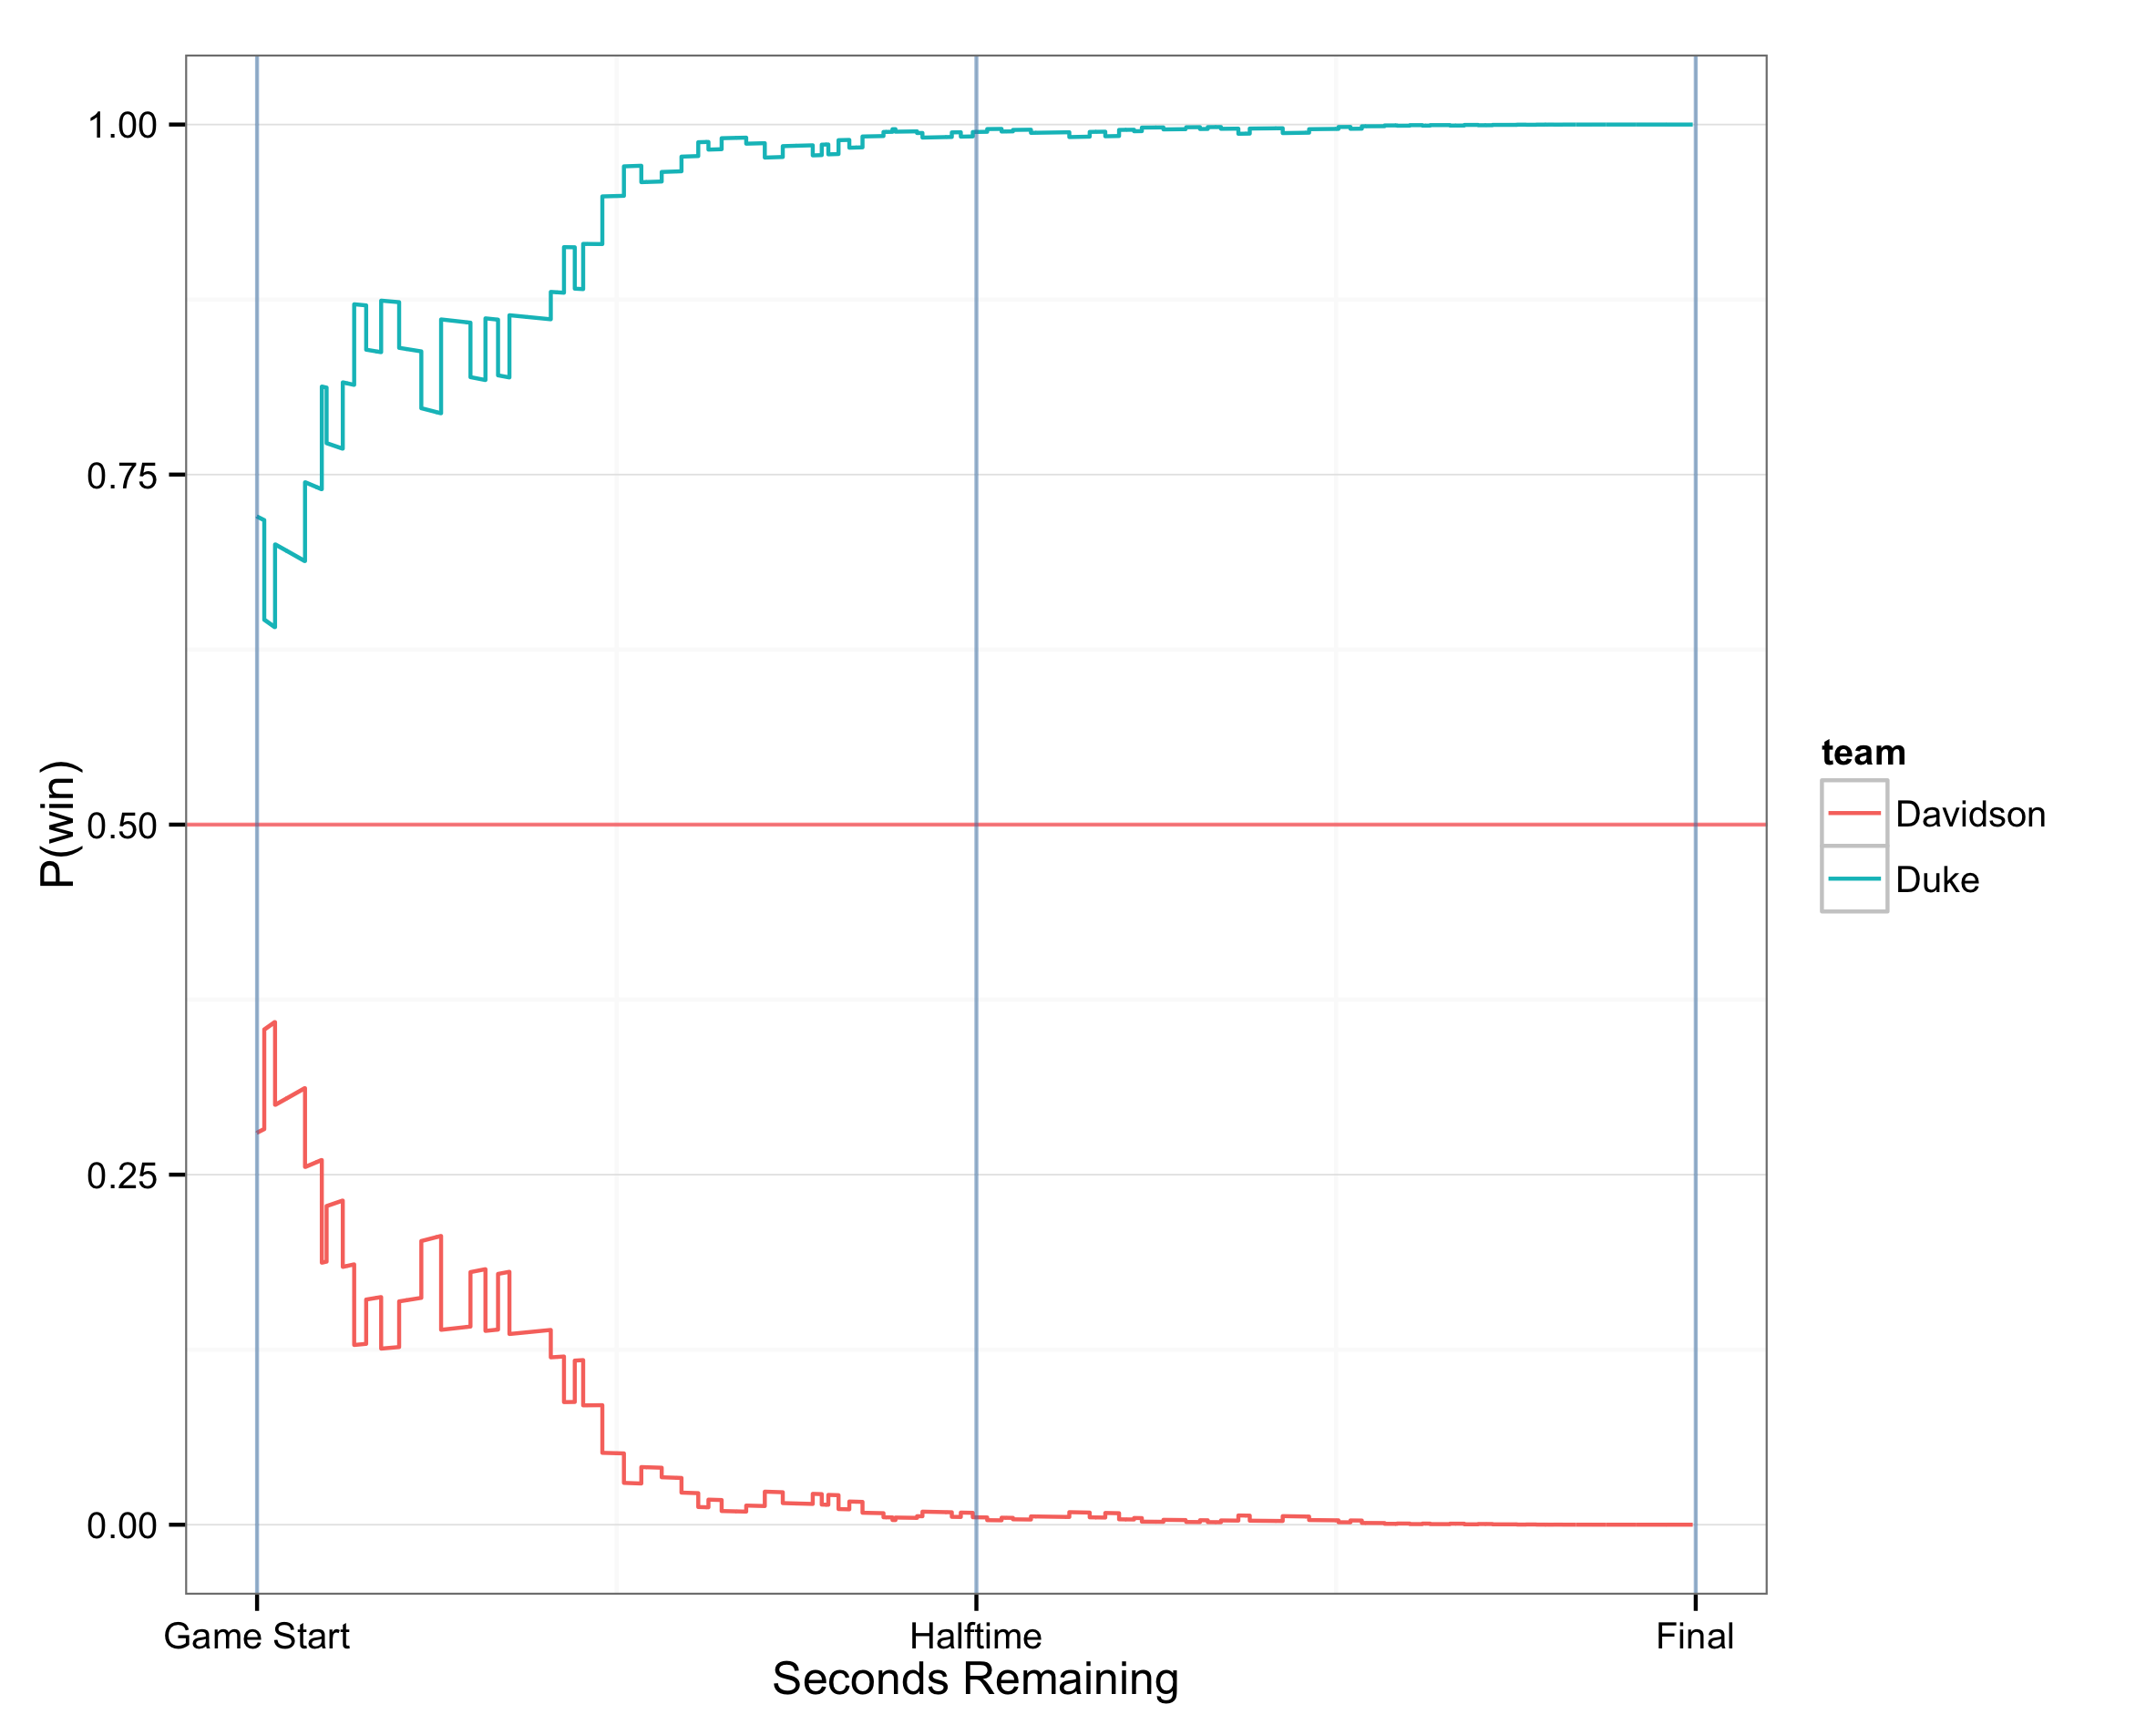 1.00
0.75
0.50
0.25
0.00
P(win)
Game Start
Halftime
Final
Seconds Remaining
team
Davidson
Duke